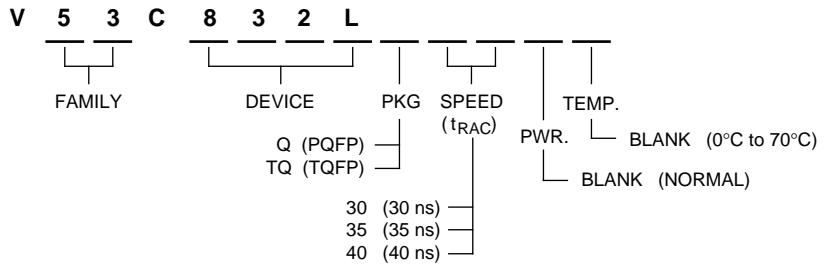 V 5 3 C 8 3 2 L
FAMILY DEVICE PKG SPEED TEMP.
(tRAC) PWR.
BLANK (0°C to 70°C)
Q (PQFP)
TQ (TQFP)
BLANK (NORMAL)
30 (30 ns)
35 (35 ns)
40 (40 ns)